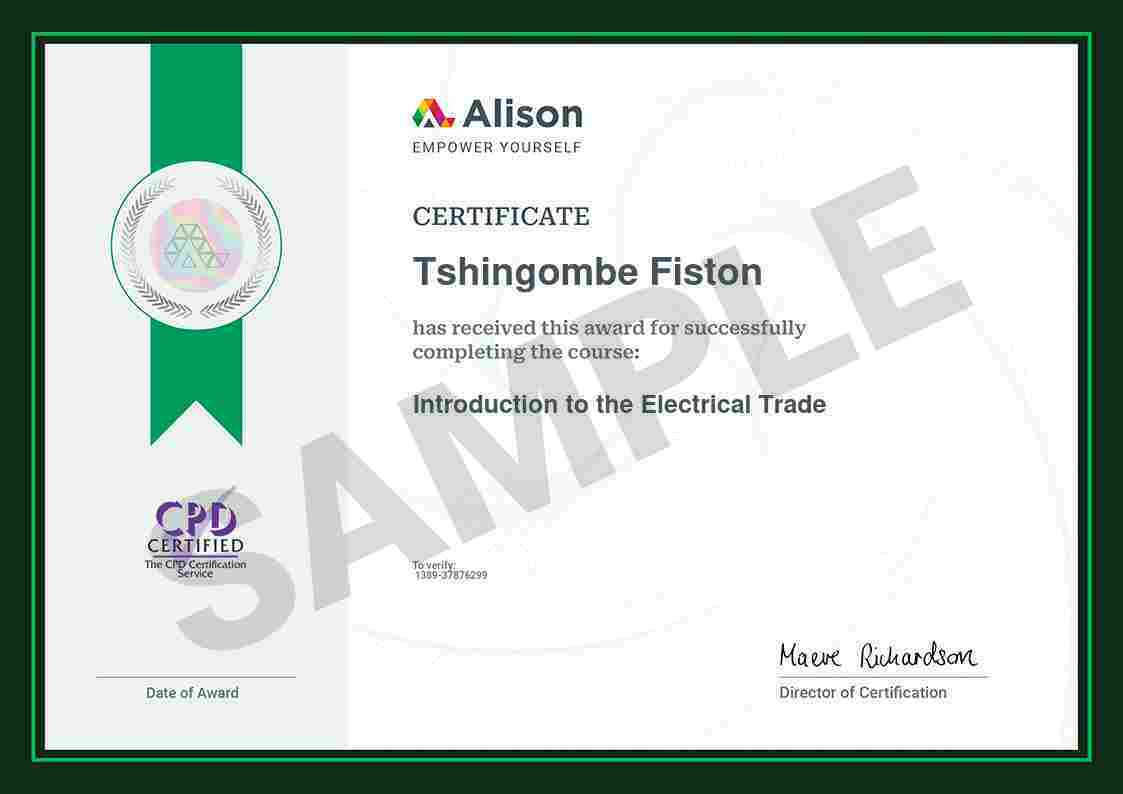 Alison
EMPOWER YOURSELF
CERTIFICATE
Tshingombe Fiston
has received this award for successfully
completing the course:
Introduction to the Electrical Trade
SAMPLE
CPD
CERTIFIED
The CPD Certification
Service
To verify:
1389-37876299
Maeve Richardson
Date of Award
Director of Certification